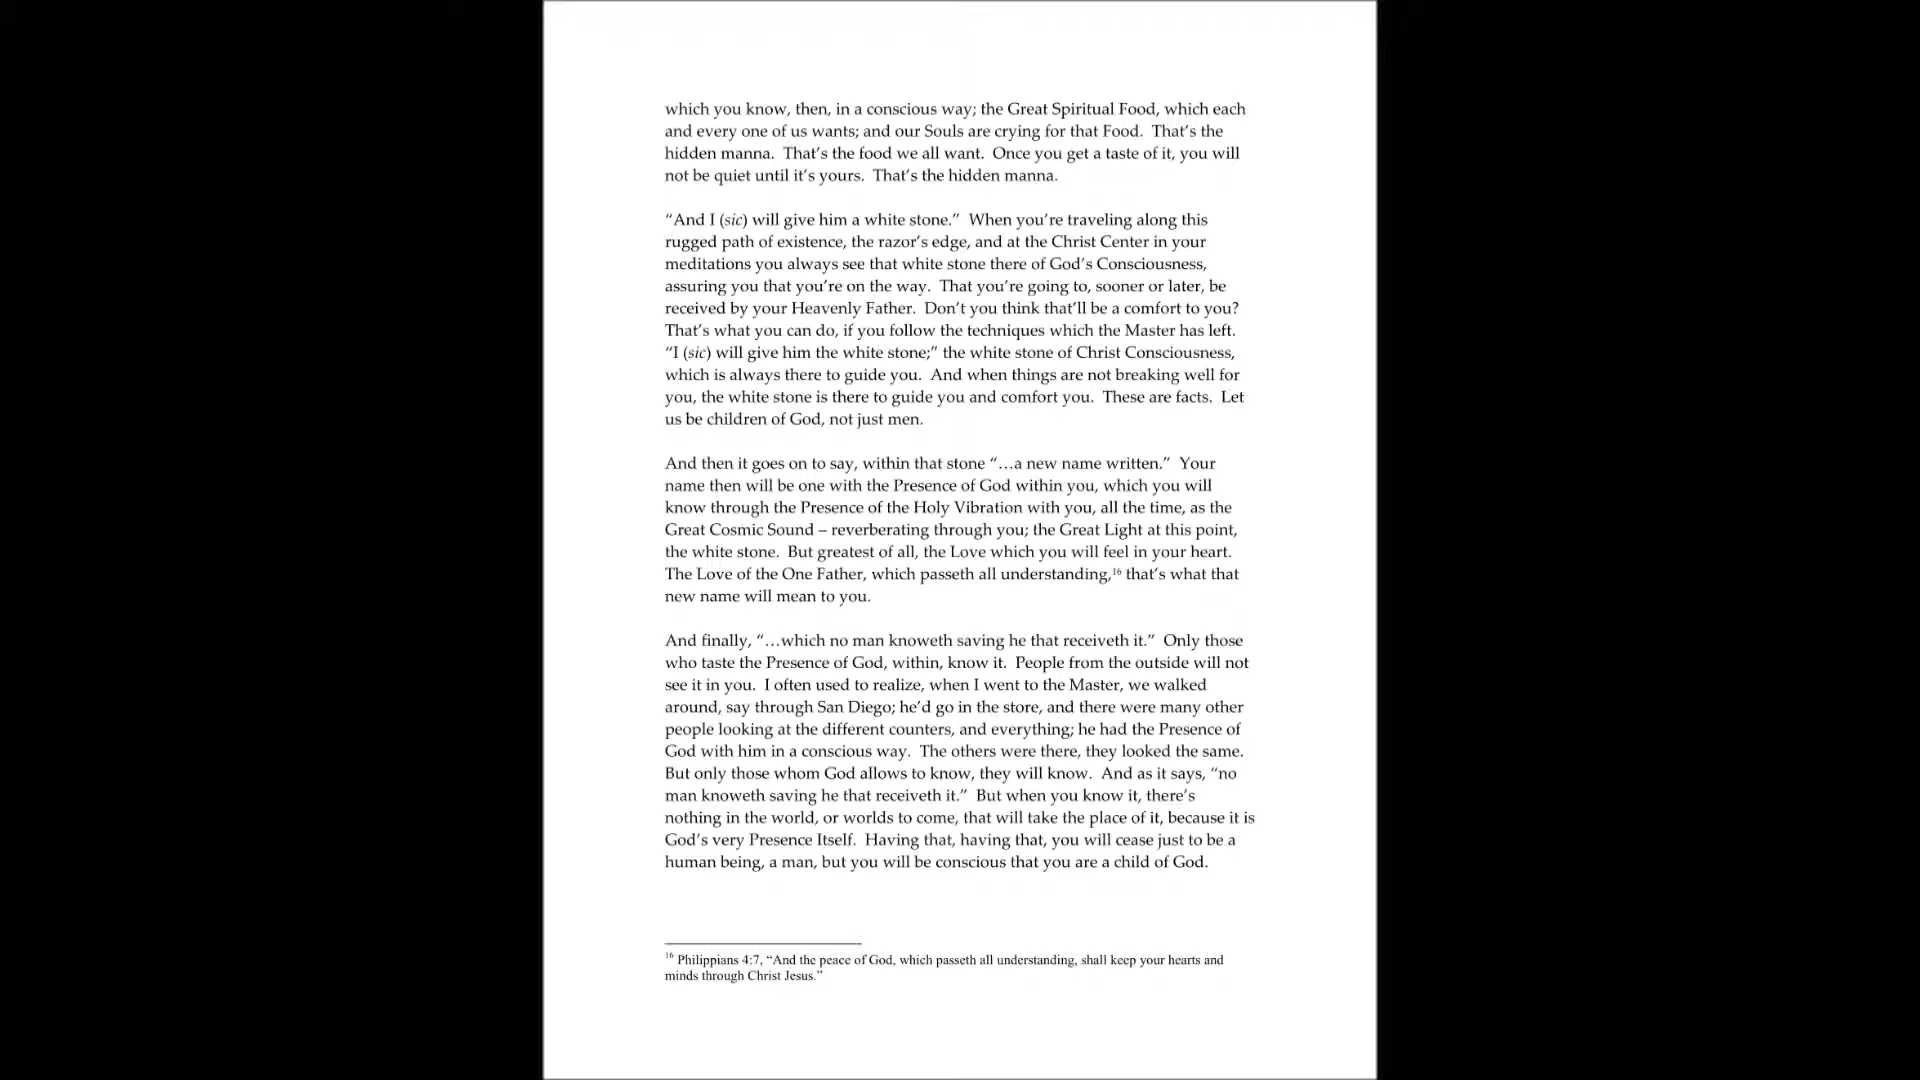 which you know, then, in a conscious way; the Great Spiritual Food, which each
and every one of us wants; and our Souls are crying for that Food.  That’s the
hidden manna.  That’s the food we all want.  Once you get a taste of it, you will
not be quiet until it’s yours.  That’s the hidden manna.
“And I (sic) will give him a white stone.”  When you’re traveling along this
rugged path of existence, the razor’s edge, and at the Christ Center in your
meditations you always see that white stone there of God’s Consciousness,
assuring you that you’re on the way.  That you’re going to, sooner or later, be
received by your Heavenly Father.  Don’t you think that’ll be a comfort to you?
That’s what you can do, if you follow the techniques which the Master has left.
“I (sic) will give him the white stone;” the white stone of Christ Consciousness,
which is always there to guide you.  And when things are not breaking well for
you, the white stone is there to guide you and comfort you.  These are facts.  Let
us be children of God, not just men.
And then it goes on to say, within that stone “…a new name written.”  Your
name then will be one with the Presence of God within you, which you will
know through the Presence of the Holy Vibration with you, all the time, as the
Great Cosmic Sound – reverberating through you; the Great Light at this point,
the white stone.  But greatest of all, the Love which you will feel in your heart.
The Love of the One Father, which passeth all understanding,16 that’s what that
new name will mean to you.
And finally, “…which no man knoweth saving he that receiveth it.”  Only those
who taste the Presence of God, within, know it.  People from the outside will not
see it in you.  I often used to realize, when I went to the Master, we walked
around, say through San Diego; he’d go in the store, and there were many other
people looking at the different counters, and everything; he had the Presence of
God with him in a conscious way.  The others were there, they looked the same.
But only those whom God allows to know, they will know.  And as it says, “no
man knoweth saving he that receiveth it.”  But when you know it, there’s
nothing in the world, or worlds to come, that will take the place of it, because it is
God’s very Presence Itself.  Having that, having that, you will cease just to be a
human being, a man, but you will be conscious that you are a child of God.
16 Philippians 4:7, “And the peace of God, which passeth all understanding, shall keep your hearts and
minds through Christ Jesus.”